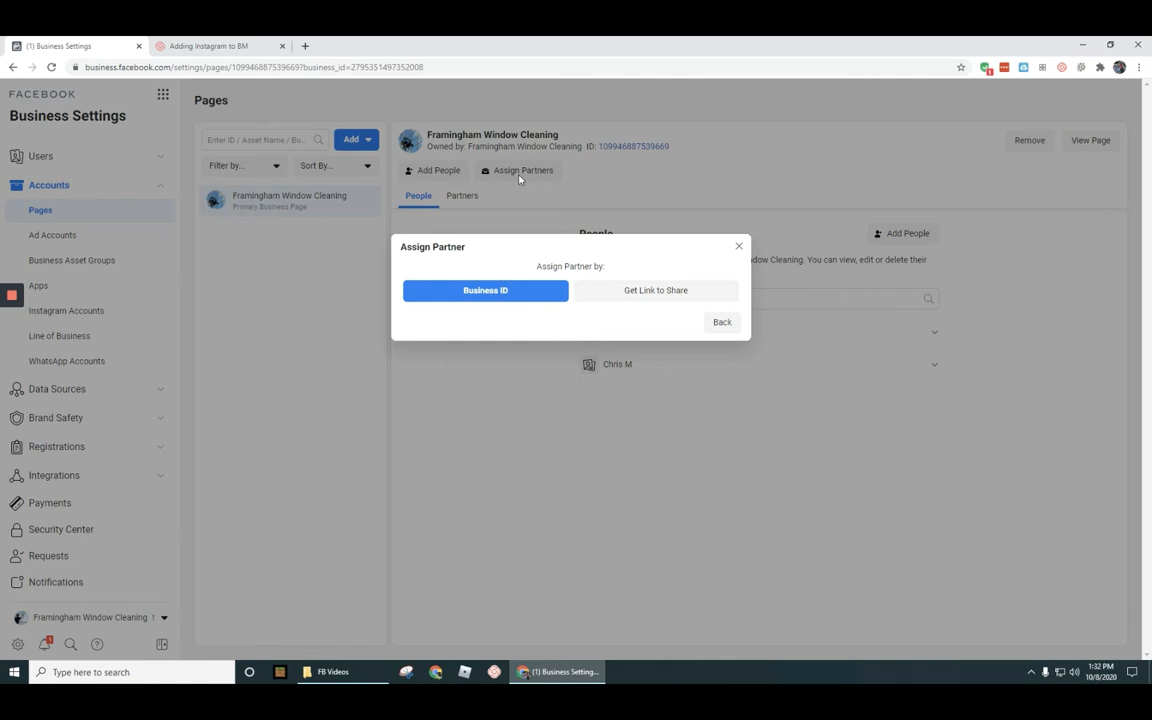 (1) Business Settings
Adding Instagram to BM
business.facebook.com/settings/pages/109946887539669?business_id=2795351497352008
FACEBOOK
Business Settings
Users
Accounts
Pages
Ad Accounts
Business Asset Groups
Apps
Instagram Accounts
Line of Business
WhatsApp Accounts
Data Sources
Brand Safety
Registrations
Integrations
Payments
Security Center
Requests
Notifications
Framingham Window Cleaning
Pages
Enter ID / Asset Name / Bu...
Add
Filter by...
Sort By...
Framingham Window Cleaning
Primary Business Page
Framingham Window Cleaning
Owned by: Framingham Window Cleaning ID: 109946887539669
Remove
View Page
Add People
Assign Partners
People
Partners
People
Add People
Window Cleaning. You can view, edit or delete their
Chris M
Assign Partner
Assign Partner by:
Business ID
Get Link to Share
Back
Type here to search
FB Videos
(1) Business Setting...
1:32 PM
10/8/2020